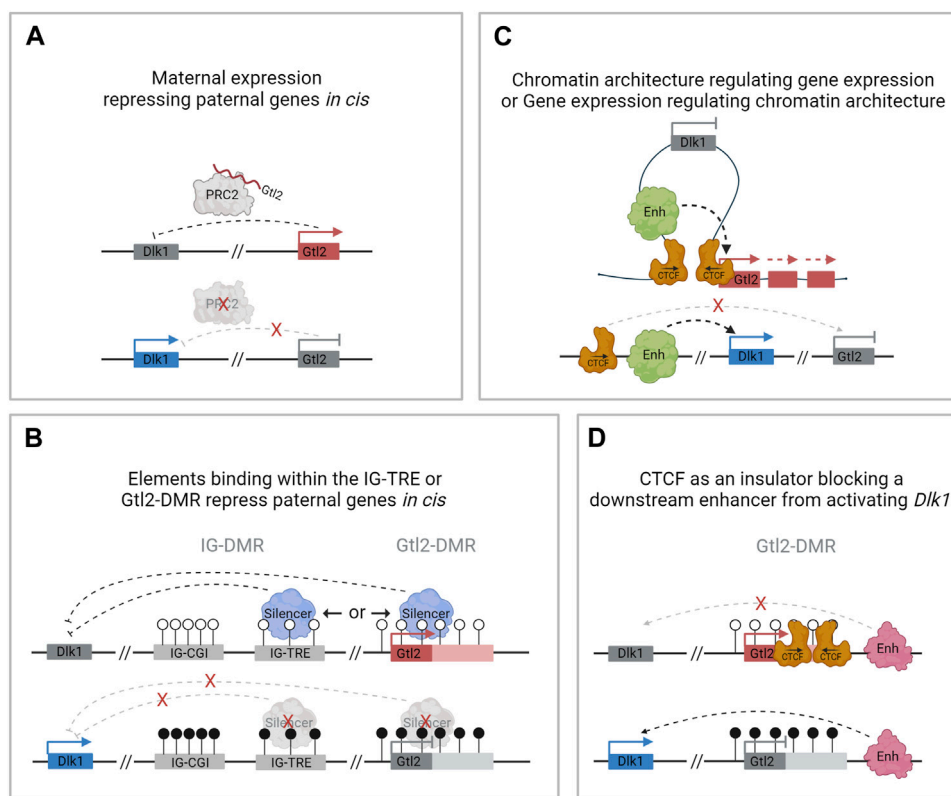 A
Maternal expression
repressing paternal genes in cis
PRC2
Gtl2
Dlk1
//
Gtl2
PRC2
X
X
Dlk1
//
Gtl2
C
Chromatin architecture regulating gene expression
or Gene expression regulating chromatin architecture
Dlk1
Enh
CTCF
CTCF
Gtl2
X
CTCF
Enh
//
Dlk1
//
Gtl2
B
Elements binding within the IG-TRE or
Gtl2-DMR repress paternal genes in cis
IG-DMR
Gtl2-DMR
Silencer
or
Silencer
Dlk1
//
IG-CGI
IG-TRE
//
Gtl2
X
X
Silencer
X
Silencer
X
Dlk1
//
IG-CGI
IG-TRE
//
Gtl2
D
CTCF as an insulator blocking a
downstream enhancer from activating Dlk1
Gtl2-DMR
X
Dlk1
//
Gtl2
CTCF
CTCF
Enh
Dlk1
//
Gtl2
Enh